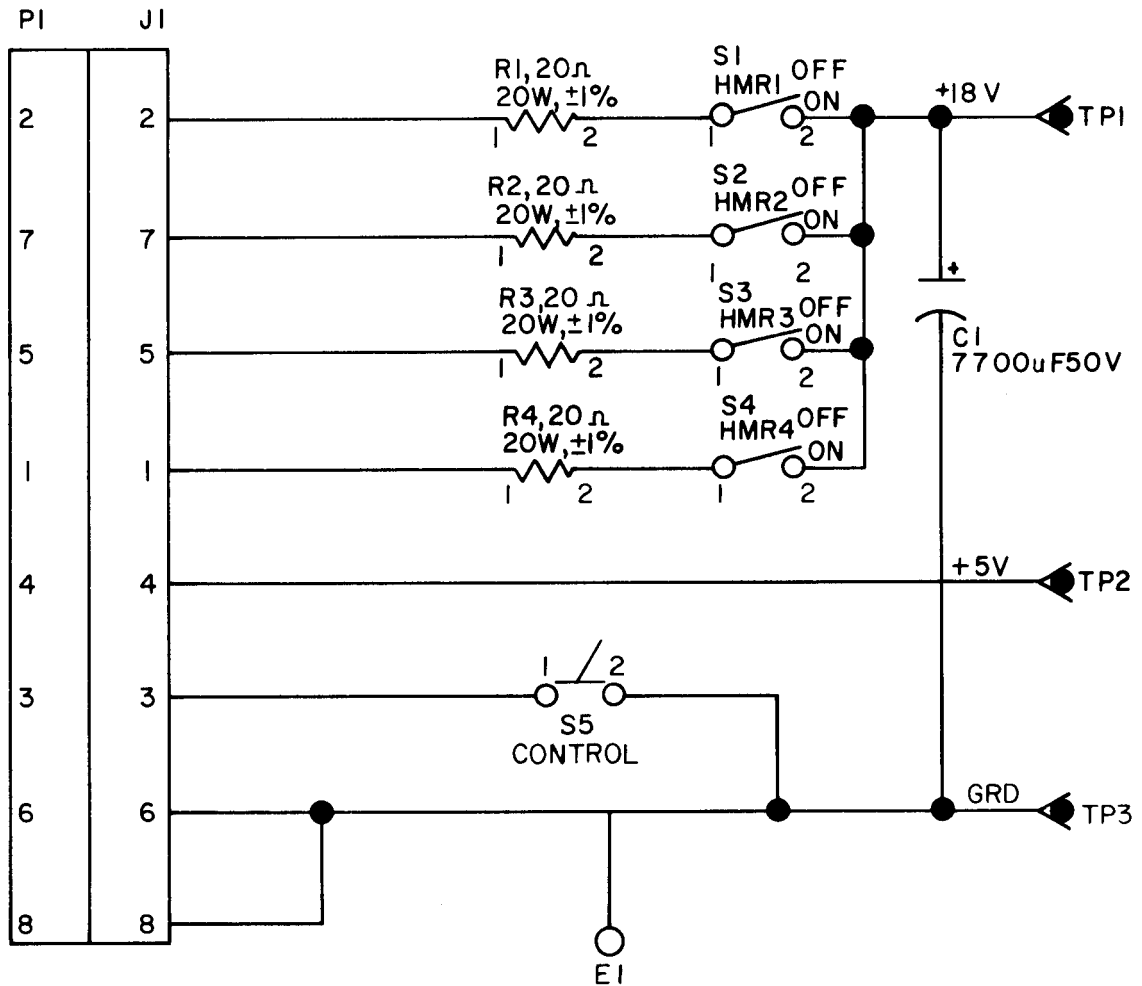 P1 J1
R1,20Ω
20W,±1%
1 2
S1
HMR1
OFF
ON
1 2
+18V
TP1
2 2
R2,20Ω
20W,±1%
1 2
S2
HMR2
OFF
ON
1 2
7 7
R3,20Ω
20W,±1%
1 2
S3
HMR3
OFF
ON
1 2
5 5
+
C1
7700uF50V
R4,20Ω
20W,±1%
1 2
S4
HMR4
OFF
ON
1 2
1 1
4 4
+5V
TP2
3 3
1 2
S5
CONTROL
6 6
GRD
TP3
8 8
E1